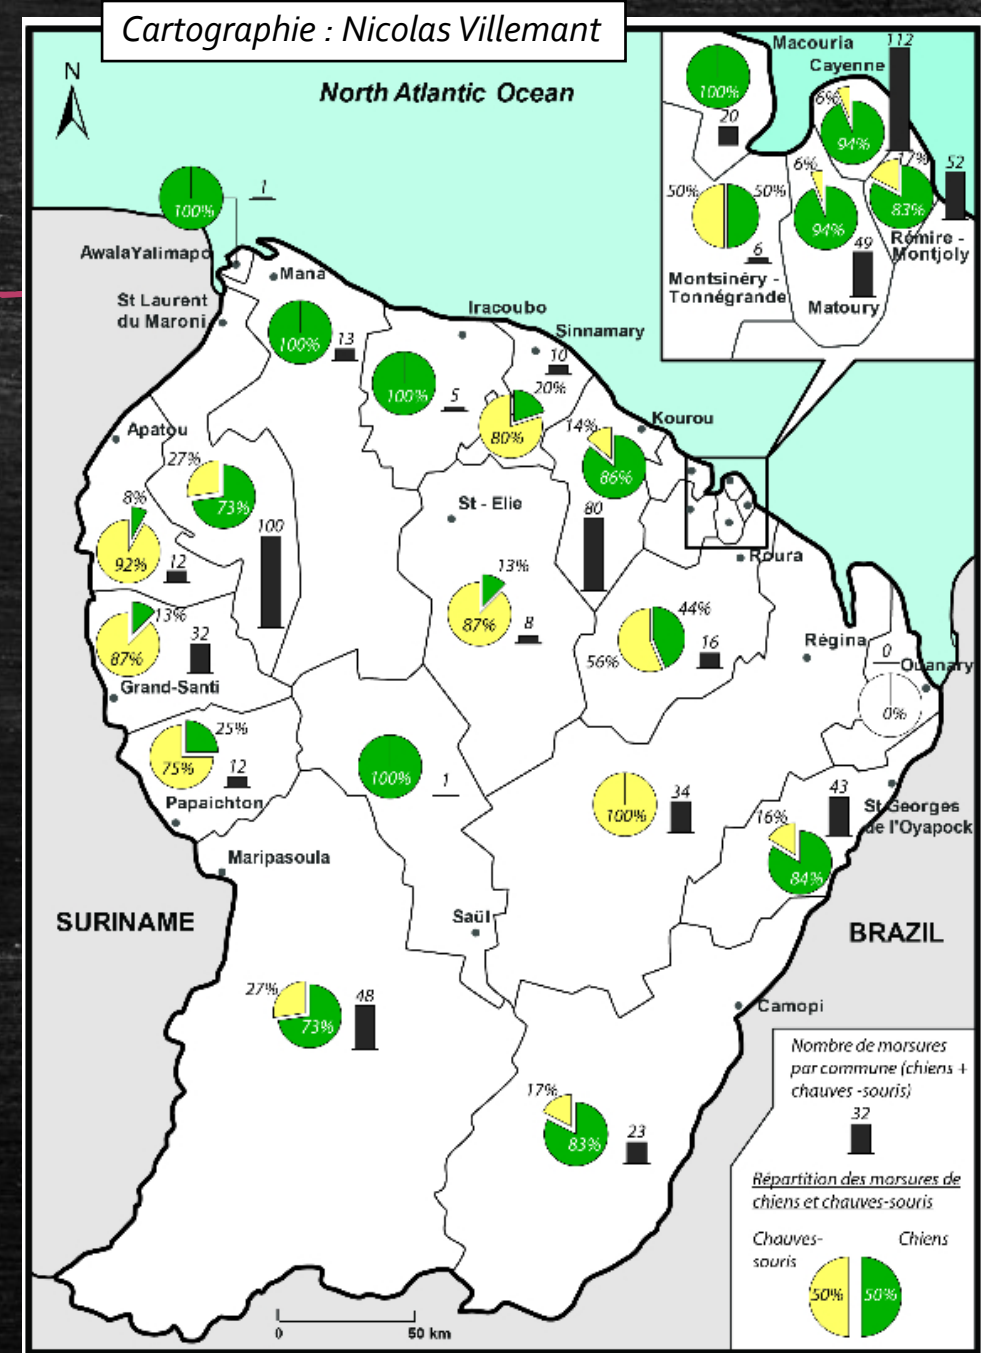 Cartographie : Nicolas Villemant
N
North Atlantic Ocean
Macouria
Cayenne
112
100%
20
6%
94%
17%
83%
52
Rémire -
Montjoly
50%
50%
6
Montsinéry -
Tonnégrande
6%
94%
49
Matoury
100%
1
AwalaYalimapo
Mana
St Laurent
du Maroni
100%
13
Iracoubo
100%
5
Sinnamary
10
20%
80%
Kourou
14%
86%
80
Apatou
27%
73%
100
8%
92%
12
St - Elie
13%
87%
8
Roura
44%
56%
16
13%
87%
32
Grand-Santi
Régina
0
Ouanary
0%
25%
75%
12
Papaichton
100%
1
100%
34
43
St Georges
de l'Oyapock
16%
84%
Maripasoula
Saül
SURINAME
BRAZIL
27%
73%
48
Camopi
17%
83%
23
Nombre de morsures
par commune (chiens +
chauves -souris)
32
Répartition des morsures de
chiens et chauves-souris
Chauves-
souris
Chiens
50%
50%
0
50 km